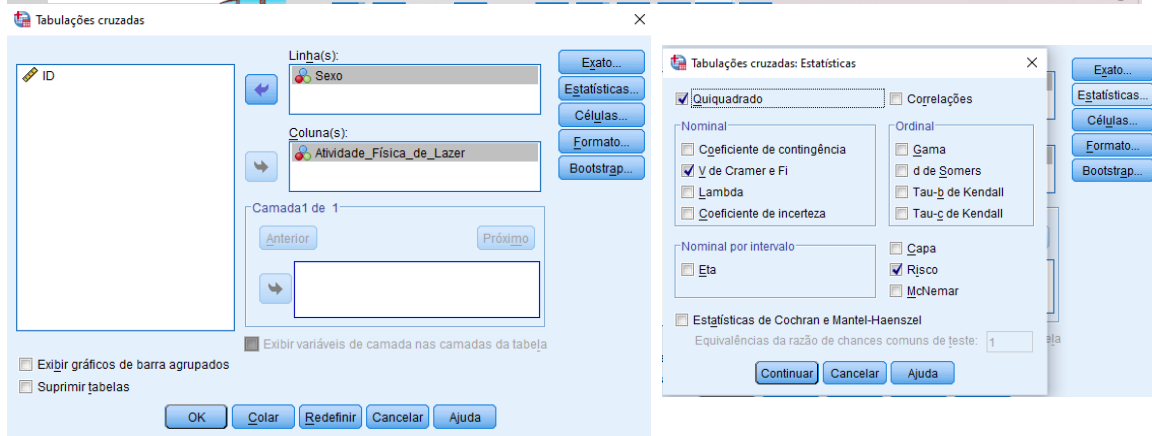 Tabulações cruzadas
ID
Linha(s):
Sexo
Coluna(s):
Atividade_Física_de_Lazer
Camada1 de 1
Anterior
Próximo
Exibir variáveis de camada nas camadas da tabela
Exibir gráficos de barra agrupados
Suprimir tabelas
OK
Colar
Redefinir
Cancelar
Ajuda
Exato...
Estatísticas...
Células...
Formato...
Bootstrap...
Tabulações cruzadas: Estatísticas
Quiquadrado
Correlações
Nominal
Coeficiente de contingência
V de Cramer e Fi
Lambda
Coeficiente de incerteza
Ordinal
Gama
d de Somers
Tau-b de Kendall
Tau-c de Kendall
Nominal por intervalo
Eta
Capa
Risco
McNemar
Estatísticas de Cochran e Mantel-Haenszel
Equivalências da razão de chances comuns de teste: 1
Continuar
Cancelar
Ajuda
Exato...
Estatísticas...
Células...
Formato...
Bootstrap...
ela